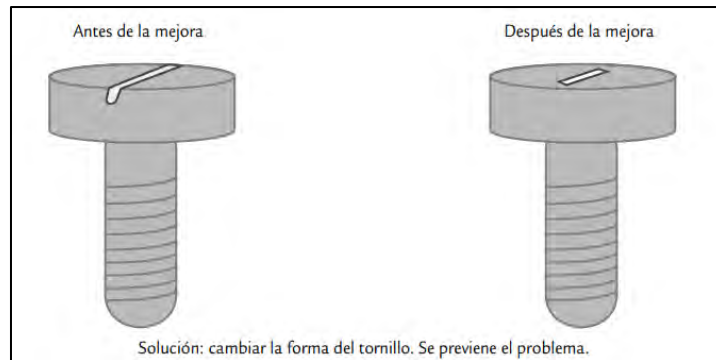 Antes de la mejora
Después de la mejora
Solución: cambiar la forma del tornillo. Se previene el problema.